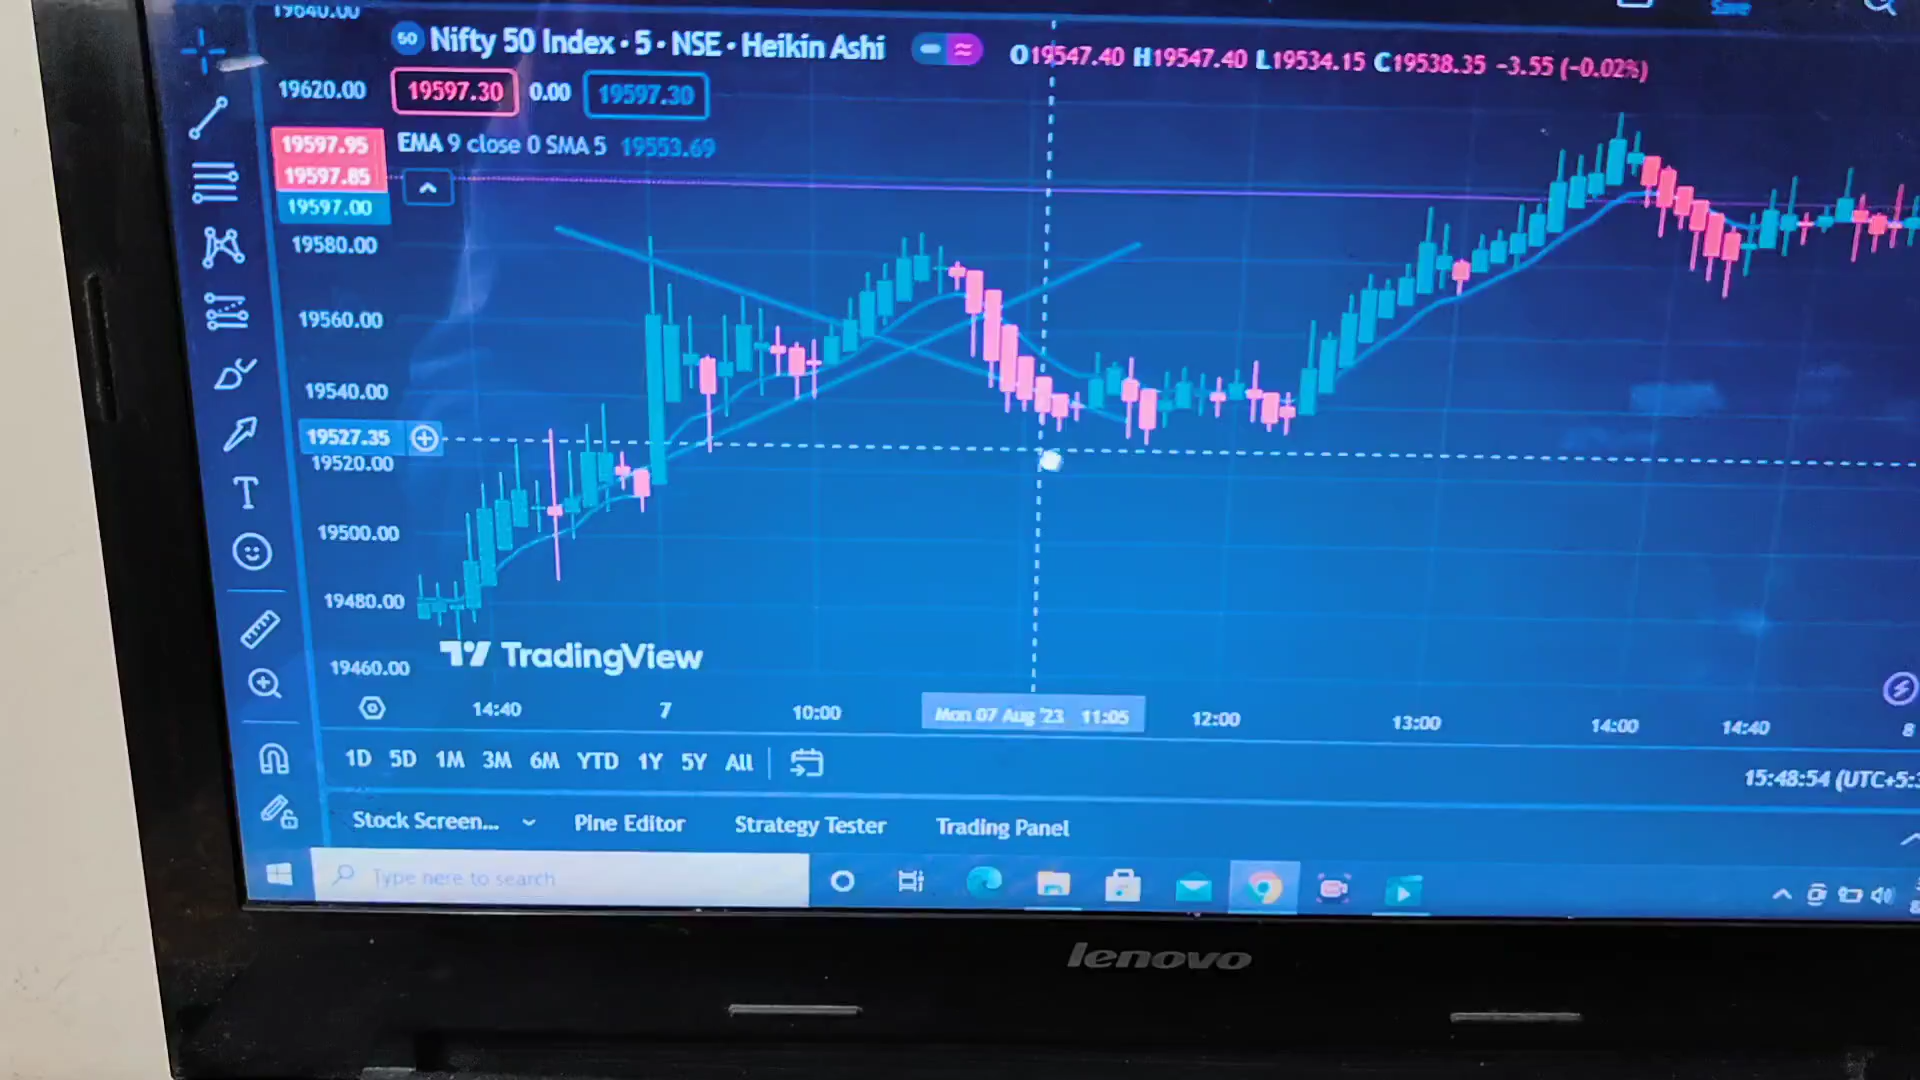 19640.00
Save
50 Nifty 50 Index · 5 · NSE · Heikin Ashi
O19547.40 H19547.40 L19534.15 C19538.35 -3.55 (-0.02%)
19620.00
19597.30 0.00 19597.30
19597.95
EMA 9 close 0 SMA 5 19553.69
19597.85
19597.00
19580.00
19560.00
19540.00
19527.35
19520.00
19500.00
19480.00
19460.00
TradingView
14:40 7 10:00 Mon 07 Aug '23 11:05 12:00 13:00 14:00 14:40 8
1D 5D 1M 3M 6M YTD 1Y 5Y All
15:48:54 (UTC+5:
Stock Screen... Pine Editor Strategy Tester Trading Panel
Type here to search
lenovo